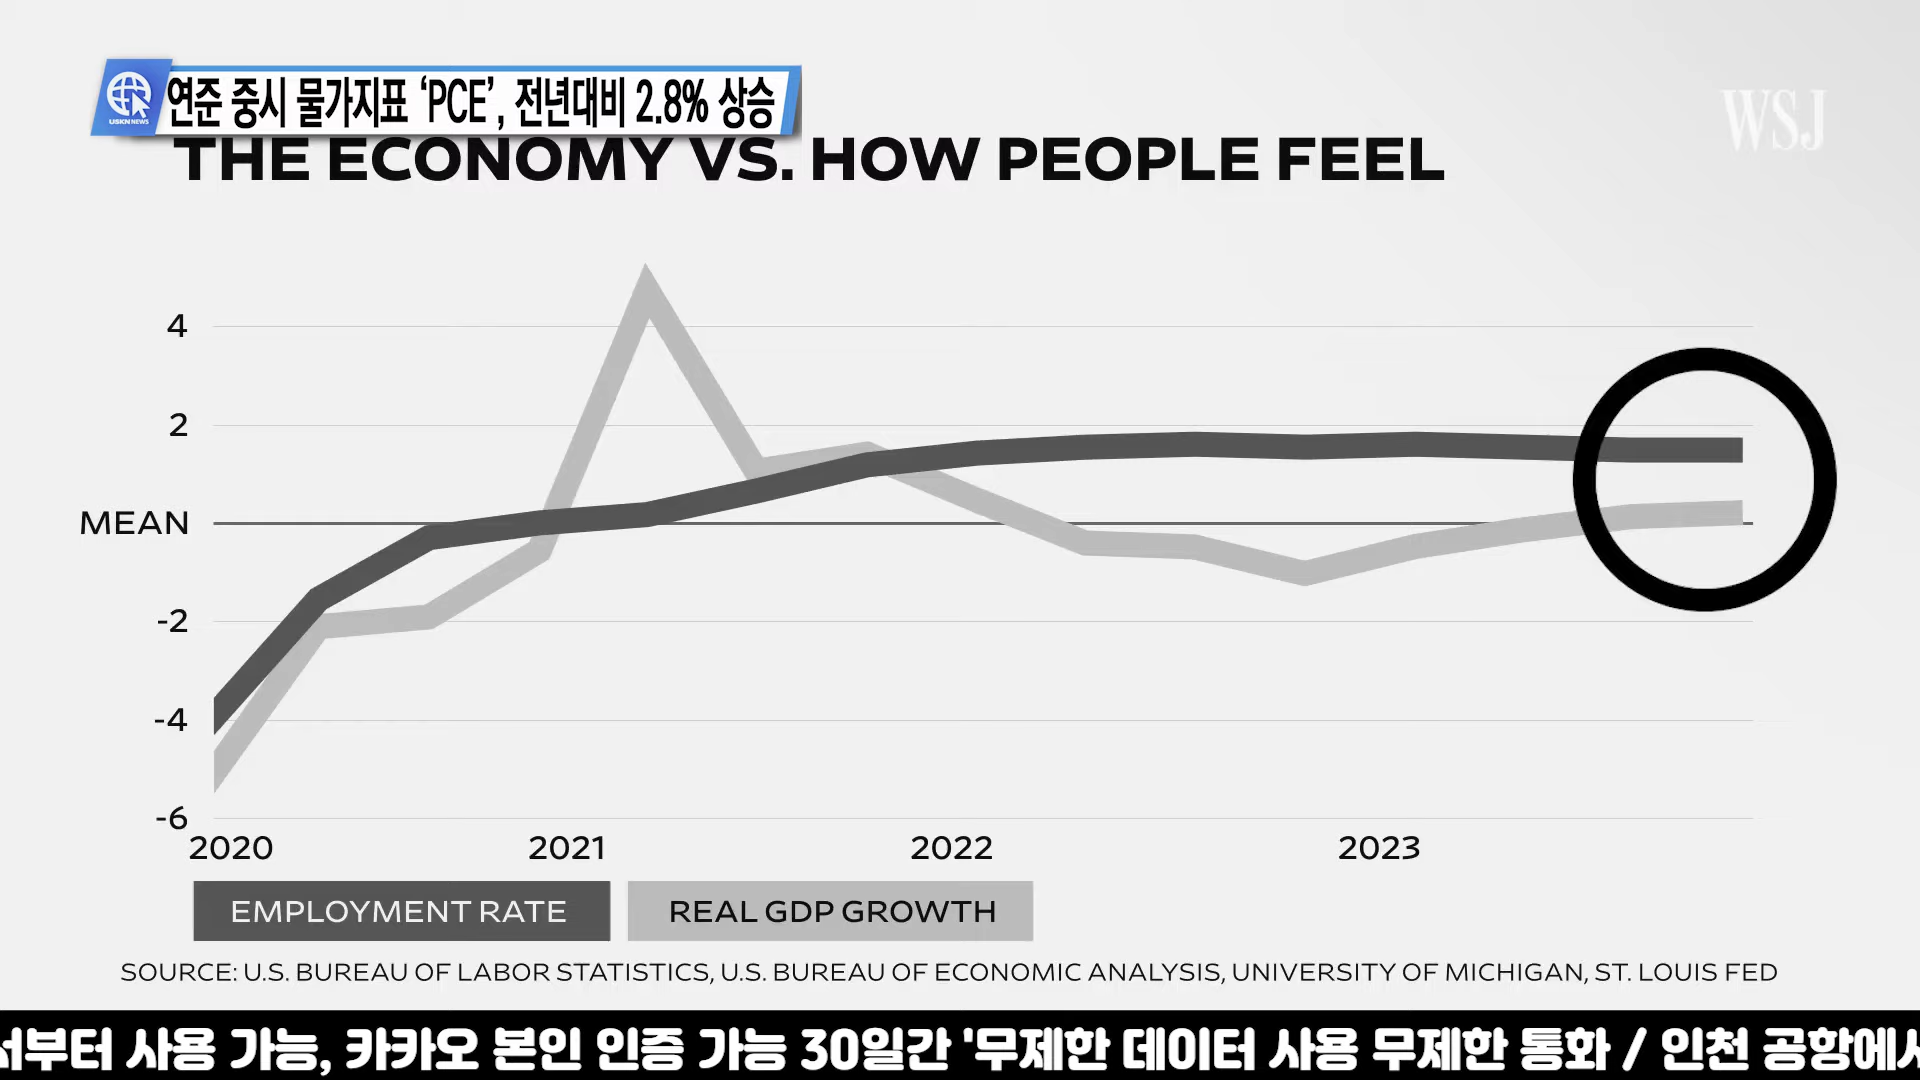 연준 중시 물가지표 ‘PCE’, 전년대비 2.8% 상승
USKN NEWS
WSJ
THE ECONOMY VS. HOW PEOPLE FEEL
4
2
MEAN
-2
-4
-6
2020 2021 2022 2023
EMPLOYMENT RATE REAL GDP GROWTH
SOURCE: U.S. BUREAU OF LABOR STATISTICS, U.S. BUREAU OF ECONOMIC ANALYSIS, UNIVERSITY OF MICHIGAN, ST. LOUIS FED
서부터 사용 가능, 카카오 본인 인증 가능 30일간 '무제한 데이터 사용 무제한 통화 / 인천 공항에서